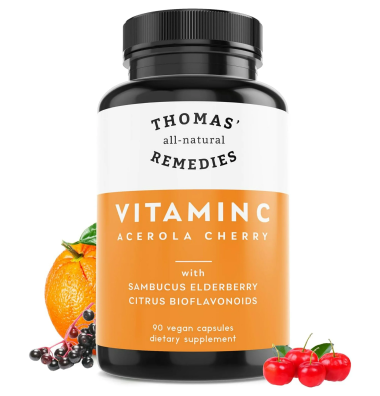 THOMAS'
all-natural
REMEDIES
VITAMIN C
ACEROLA CHERRY
with
SAMBUCUS ELDERBERRY
CITRUS BIOFLAVONOIDS
90 vegan capsules
dietary supplement